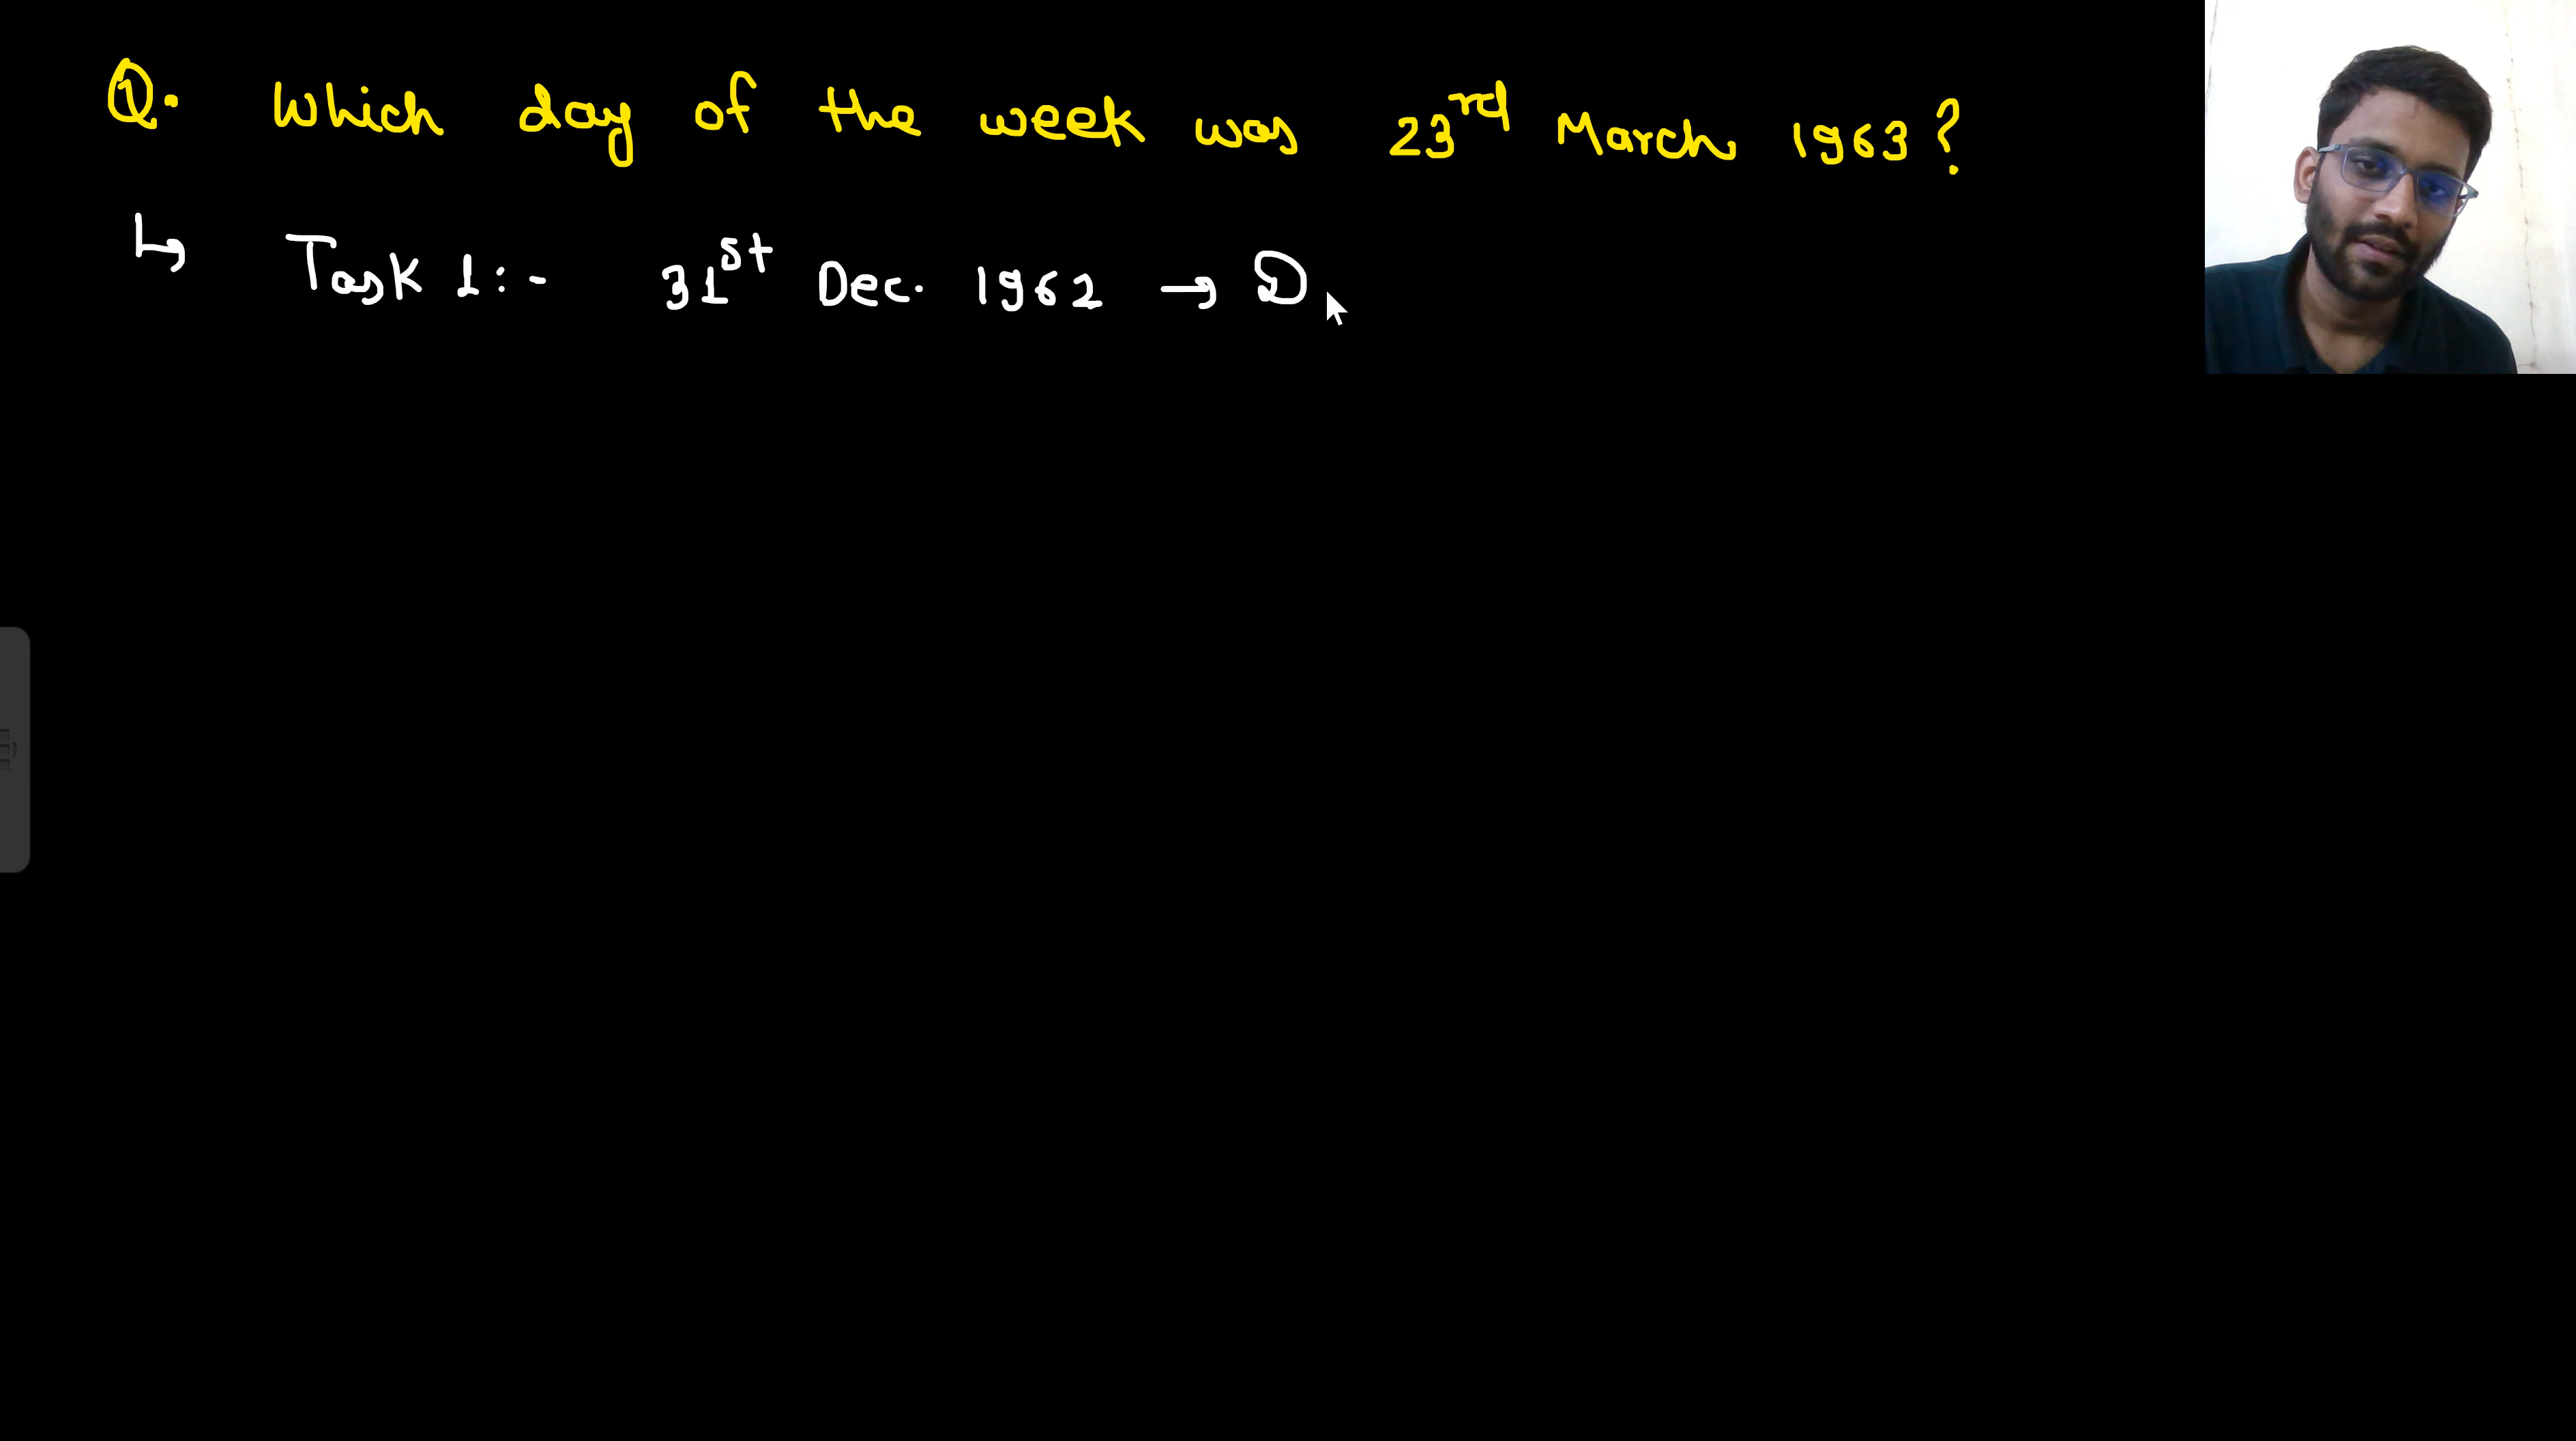 Q. Which day of the week was 23rd March 1963?
↳ Task 1:- 31st Dec. 1962 → D